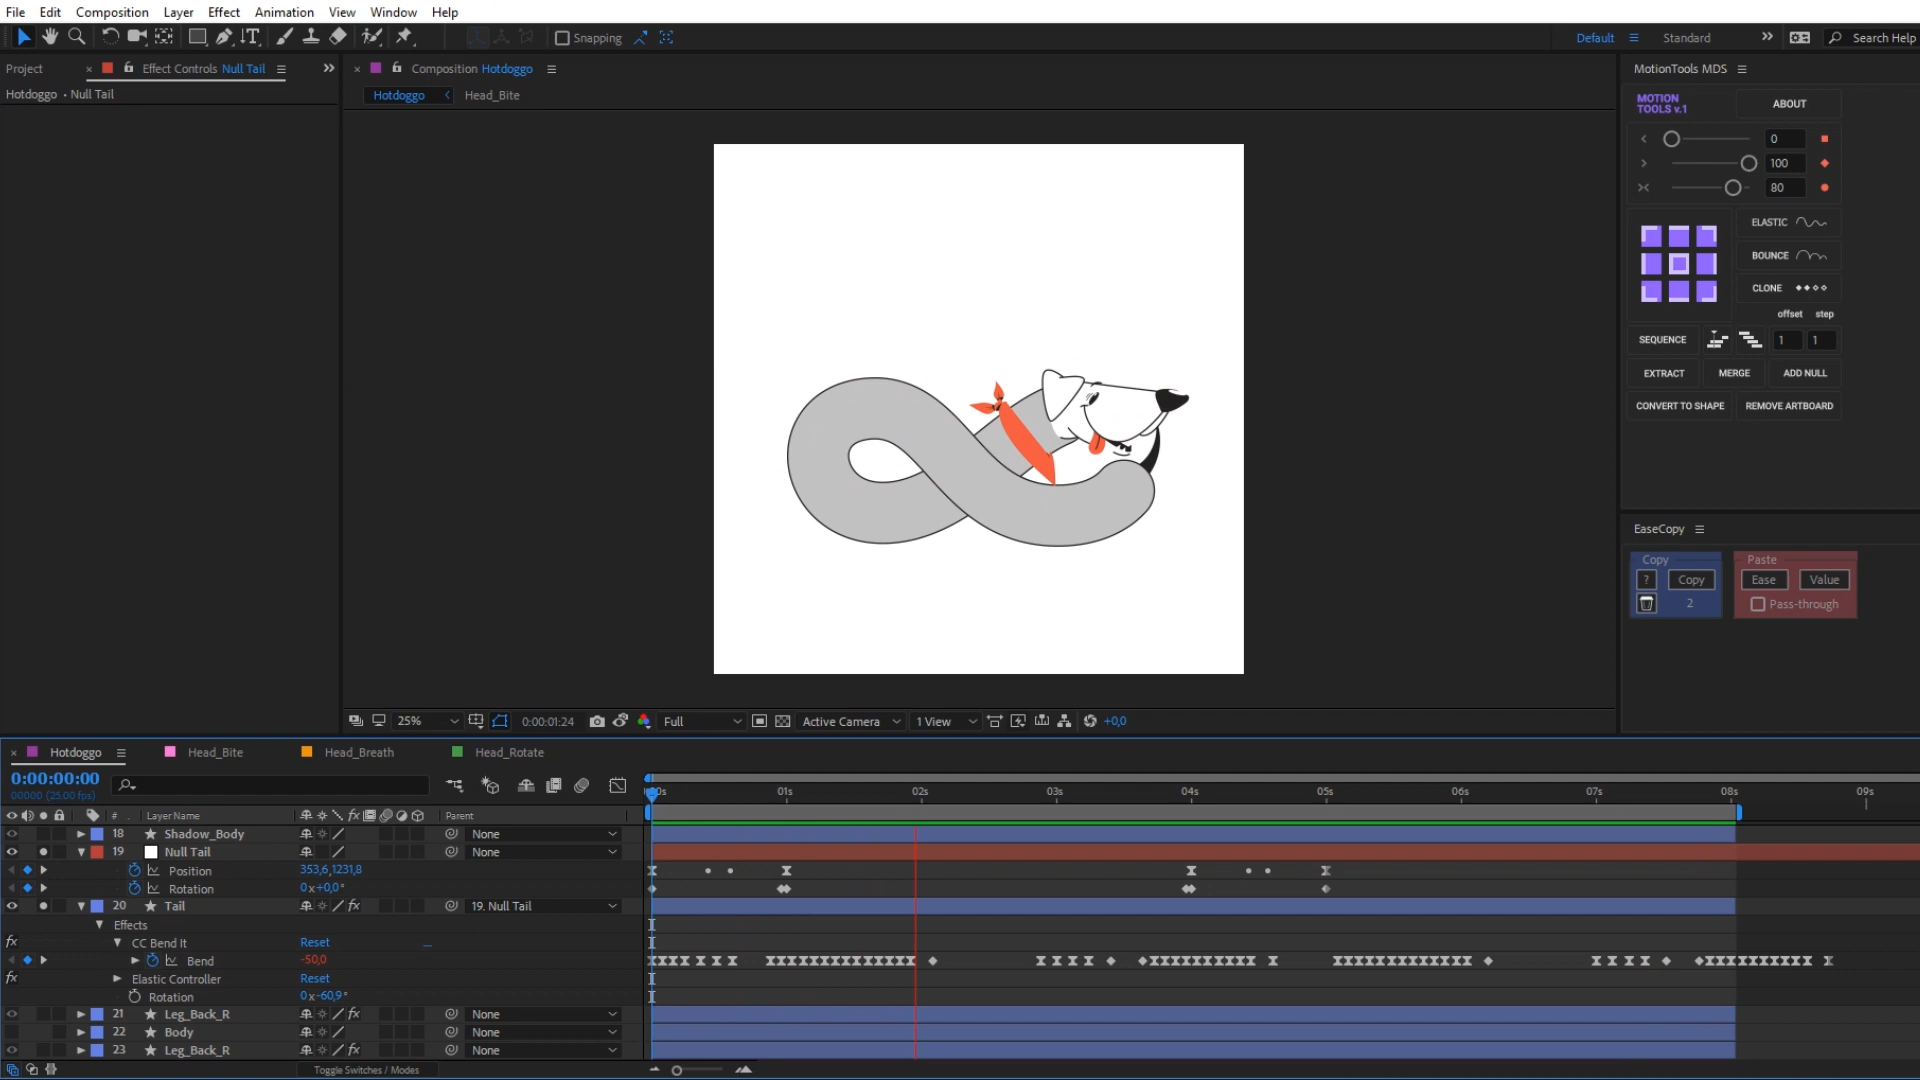 File Edit Composition Layer Effect Animation View Window Help
Snapping Default Standard Search Help
Project Effect Controls Null Tail
Composition Hotdoggo
MotionTools MDS
Hotdoggo • Null Tail
Hotdoggo Head_Bite
MOTION TOOLS v.1
ABOUT
0
100
80
ELASTIC
BOUNCE
CLONE
offset step
SEQUENCE 1 1
EXTRACT MERGE ADD NULL
CONVERT TO SHAPE REMOVE ARTBOARD
EaseCopy
Copy Paste
? Copy Ease Value
2 Pass-through
25% 0:00:01:24 Full Active Camera 1 View +0,0
Hotdoggo Head_Bite Head_Breath Head_Rotate
0:00:00:00
00000 (25.00 fps)
01s 02s 03s 04s 05s 06s 07s 08s 09s
# Layer Name fx Parent
18 Shadow_Body None
19 Null Tail None
Position 353,6,1231,8
Rotation 0x+0,0°
20 Tail fx 19. Null Tail
Effects
fx CC Bend It Reset
Bend -50,0
fx Elastic Controller Reset
Rotation 0x-60,9°
21 Leg_Back_R fx None
22 Body None
23 Leg_Back_R fx None
Toggle Switches / Modes